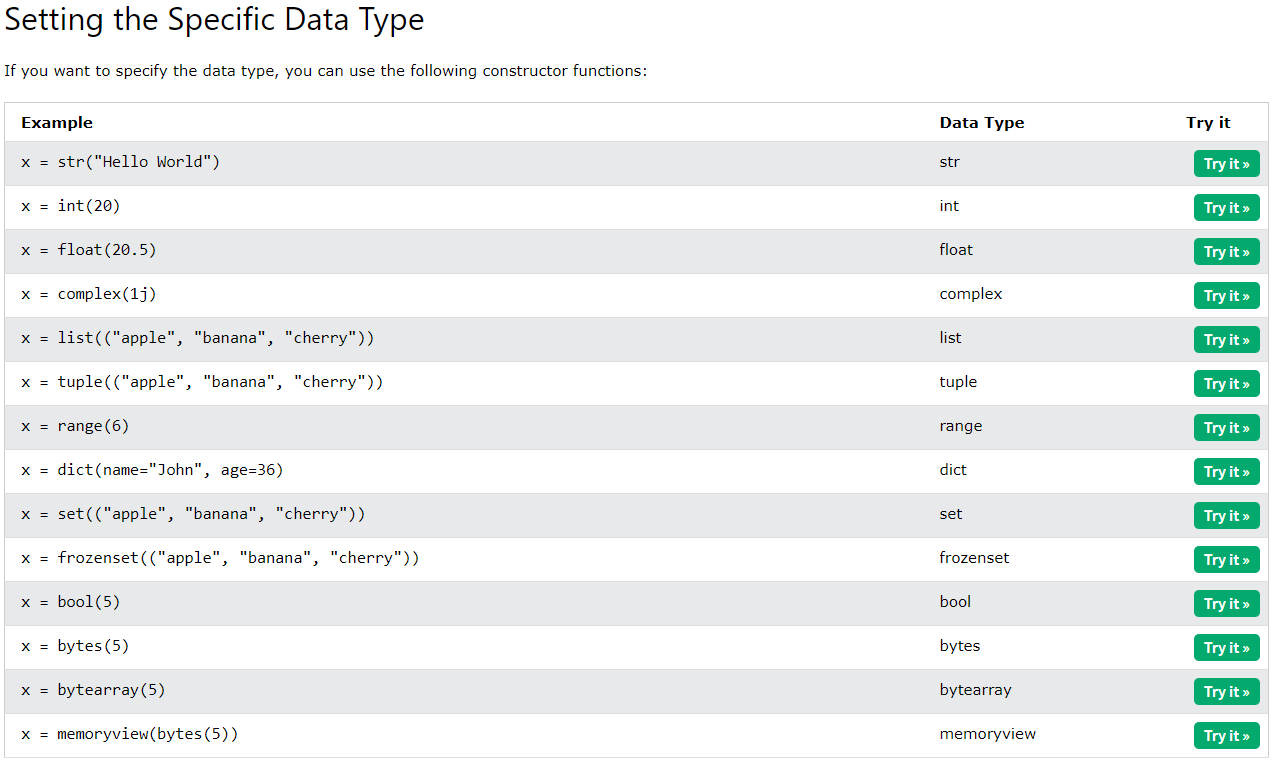 Setting the Specific Data Type
If you want to specify the data type, you can use the following constructor functions:
Example Data Type Try it
x = str("Hello World") str Try it »
x = int(20) int Try it »
x = float(20.5) float Try it »
x = complex(1j) complex Try it »
x = list(("apple", "banana", "cherry")) list Try it »
x = tuple(("apple", "banana", "cherry")) tuple Try it »
x = range(6) range Try it »
x = dict(name="John", age=36) dict Try it »
x = set(("apple", "banana", "cherry")) set Try it »
x = frozenset(("apple", "banana", "cherry")) frozenset Try it »
x = bool(5) bool Try it »
x = bytes(5) bytes Try it »
x = bytearray(5) bytearray Try it »
x = memoryview(bytes(5)) memoryview Try it »